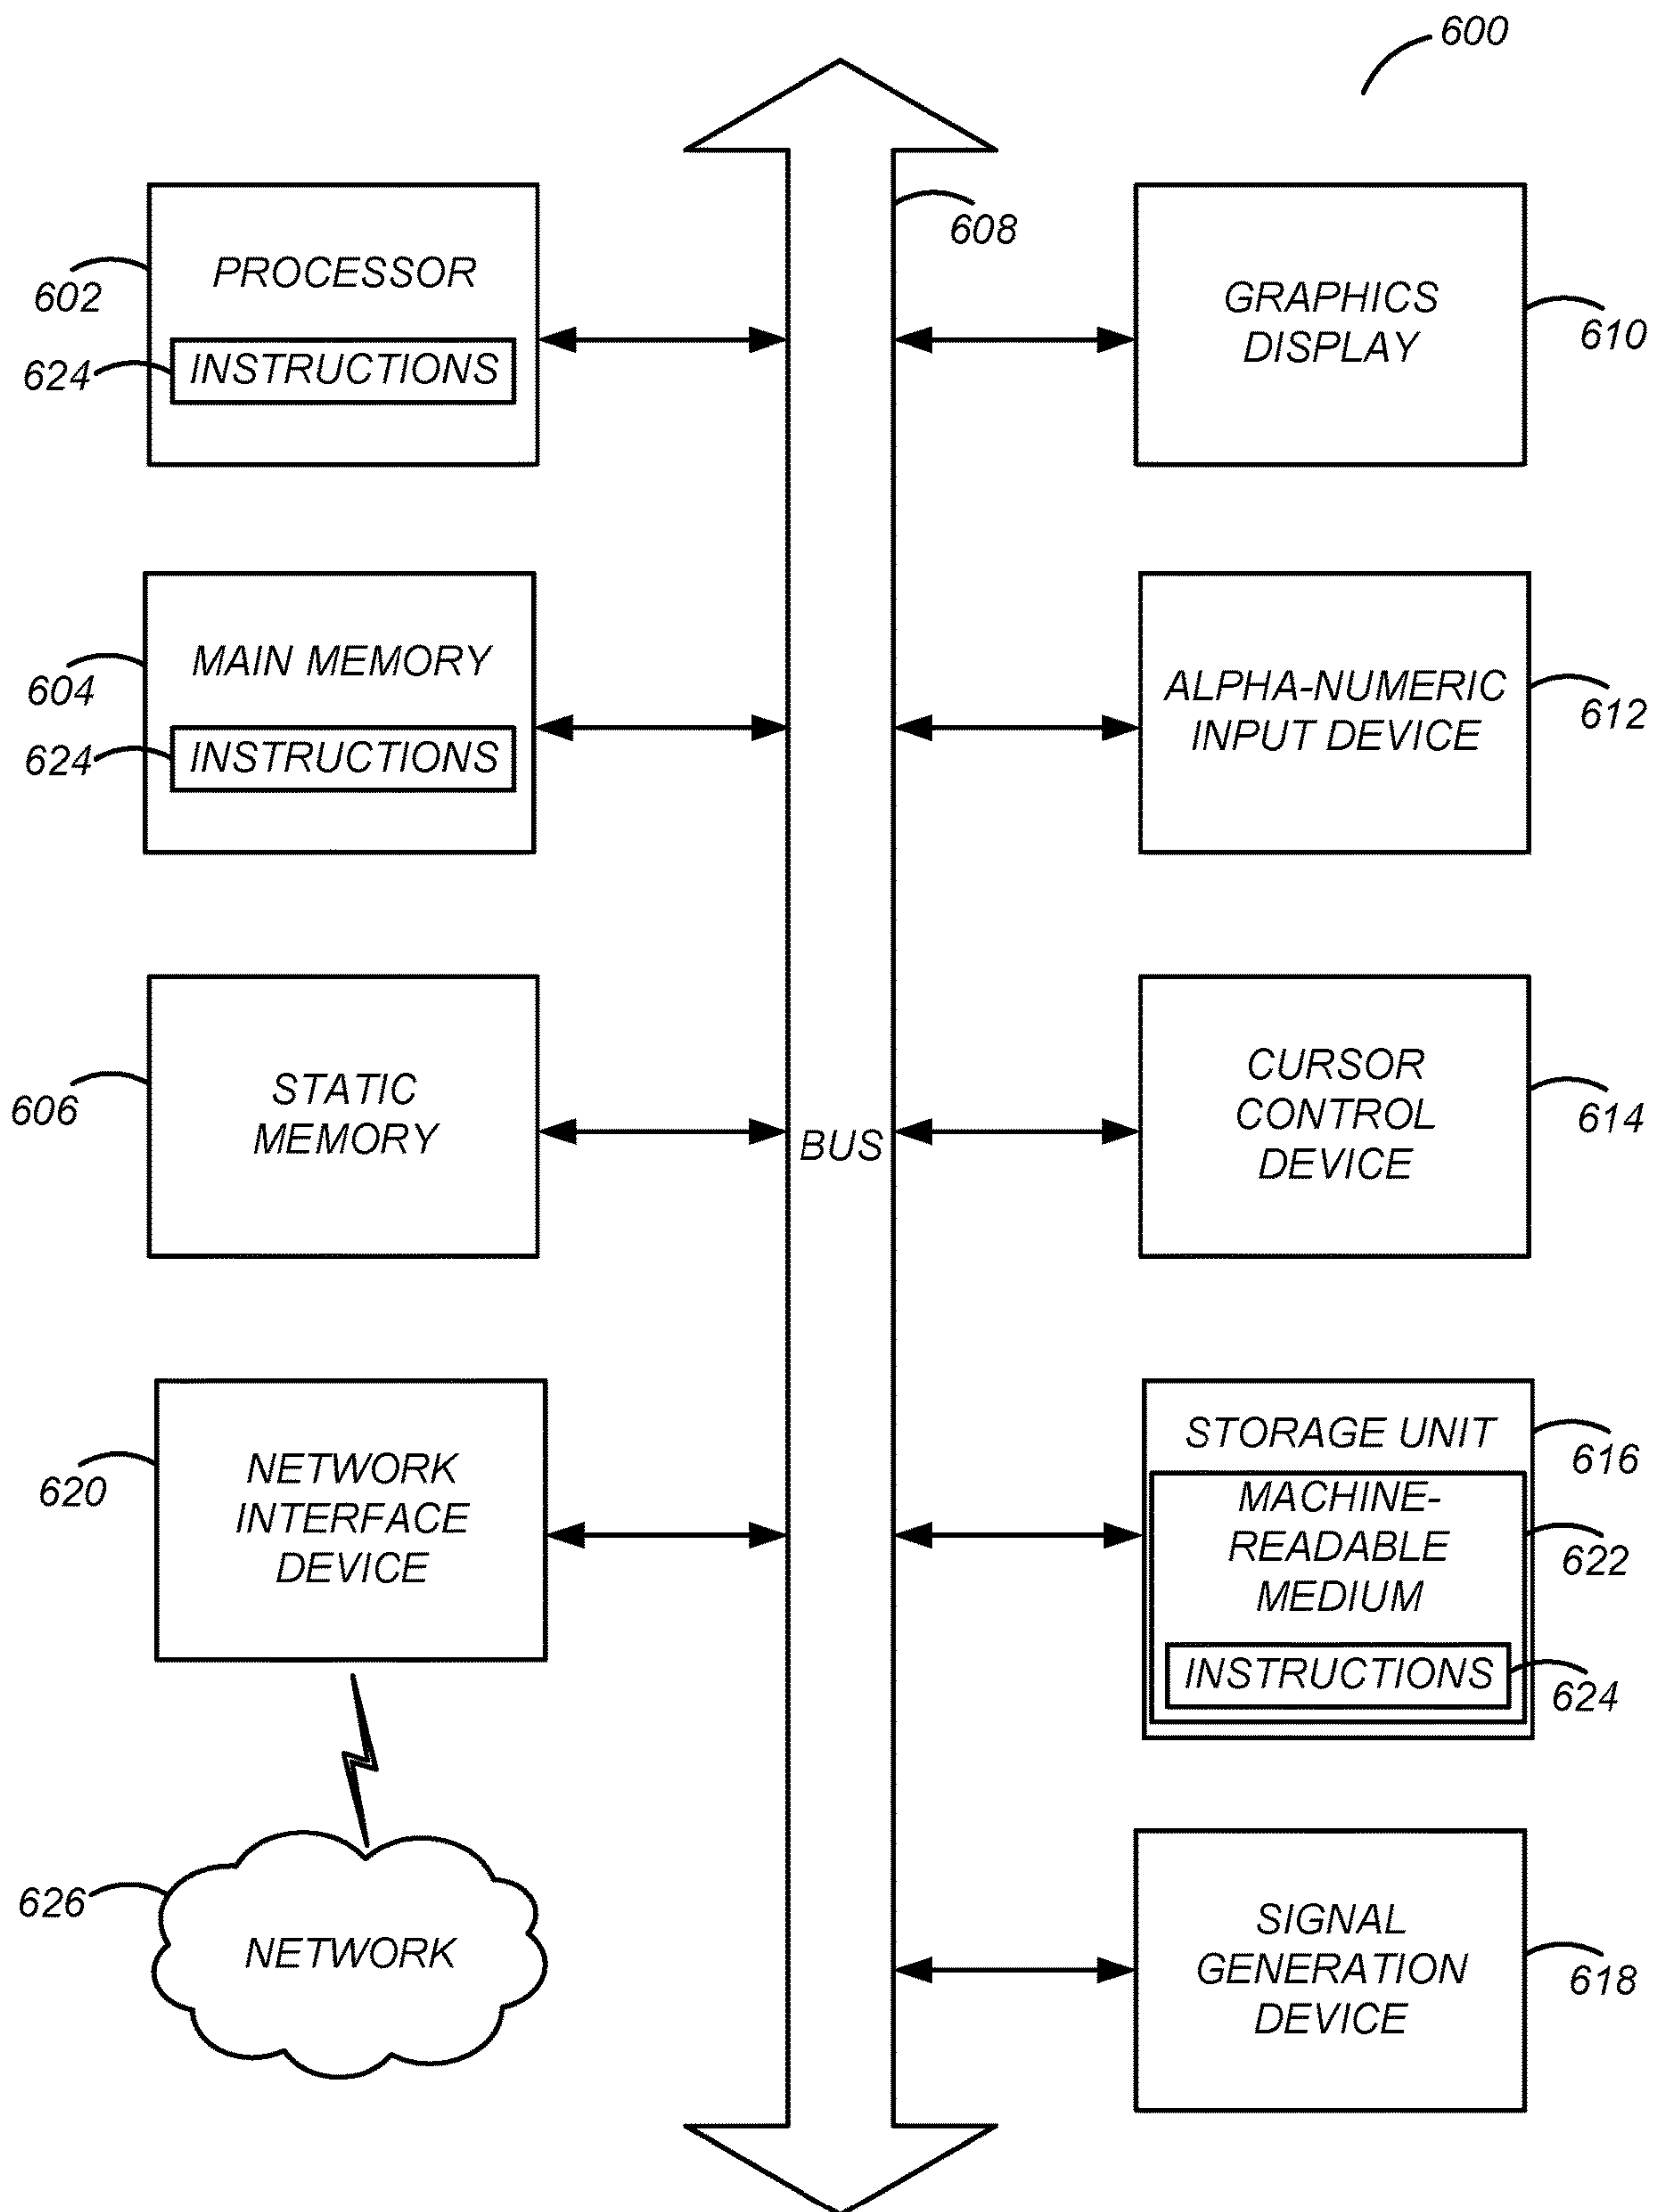 600
608
PROCESSOR
602
INSTRUCTIONS
624
GRAPHICS
DISPLAY
610
MAIN MEMORY
604
INSTRUCTIONS
624
ALPHA-NUMERIC
INPUT DEVICE
612
STATIC
MEMORY
606
BUS
CURSOR
CONTROL
DEVICE
614
NETWORK
INTERFACE
DEVICE
620
STORAGE UNIT
616
MACHINE-
READABLE
MEDIUM
622
INSTRUCTIONS
624
626
NETWORK
SIGNAL
GENERATION
DEVICE
618